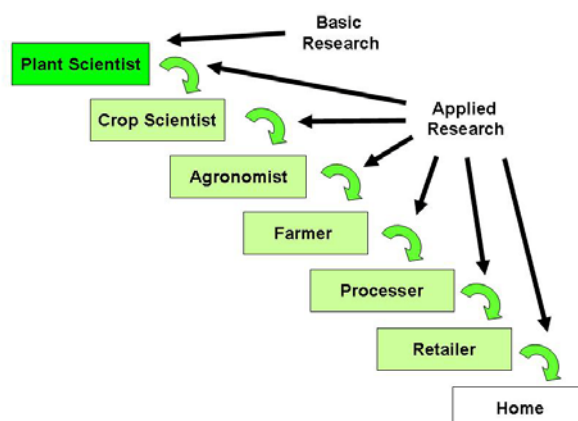 Basic
Research
Plant Scientist
Crop Scientist
Applied
Research
Agronomist
Farmer
Processer
Retailer
Home